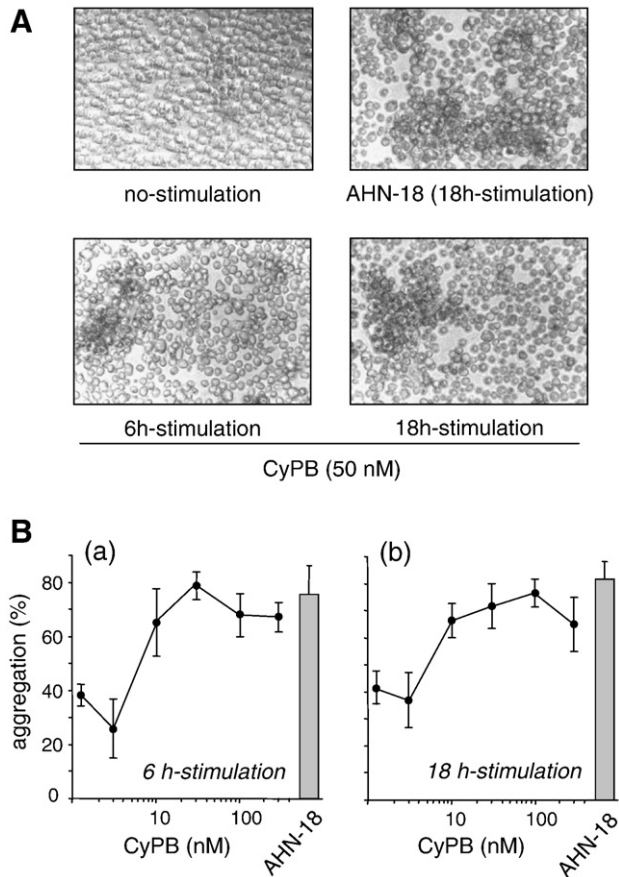 A
no-stimulation
AHN-18 (18h-stimulation)
6h-stimulation
18h-stimulation
CyPB (50 nM)
B
(a)
(b)
aggregation (%)
80
60
40
20
0
6 h-stimulation
18 h-stimulation
10
100
10
100
CyPB (nM)
AHN-18
CyPB (nM)
AHN-18